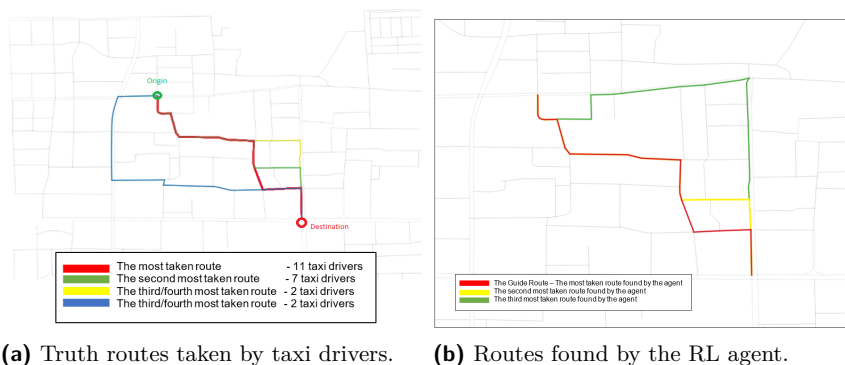 Origin
Destination
The most taken route - 11 taxi drivers
The second most taken route - 7 taxi drivers
The third/fourth most taken route - 2 taxi drivers
The third/fourth most taken route - 2 taxi drivers
(a) Truth routes taken by taxi drivers.
The Guide Route – The most taken route found by the agent
The second most taken route found by the agent
The third most taken route found by the agent
(b) Routes found by the RL agent.